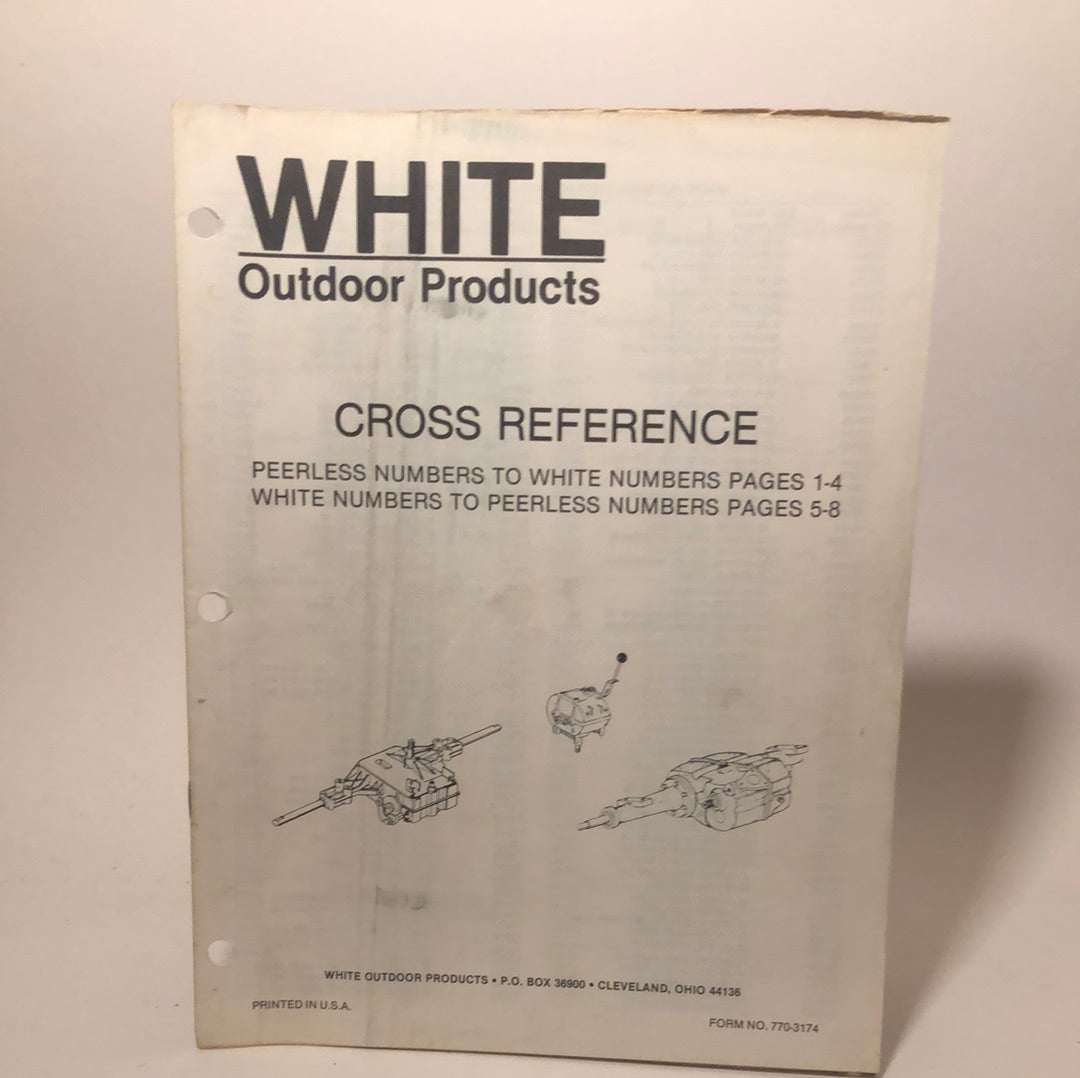 WHITE
Outdoor Products
CROSS REFERENCE
PEERLESS NUMBERS TO WHITE NUMBERS PAGES 1-4
WHITE NUMBERS TO PEERLESS NUMBERS PAGES 5-8
WHITE OUTDOOR PRODUCTS • P.O. BOX 36900 • CLEVELAND, OHIO 44136
PRINTED IN U.S.A.
FORM NO. 770-3174